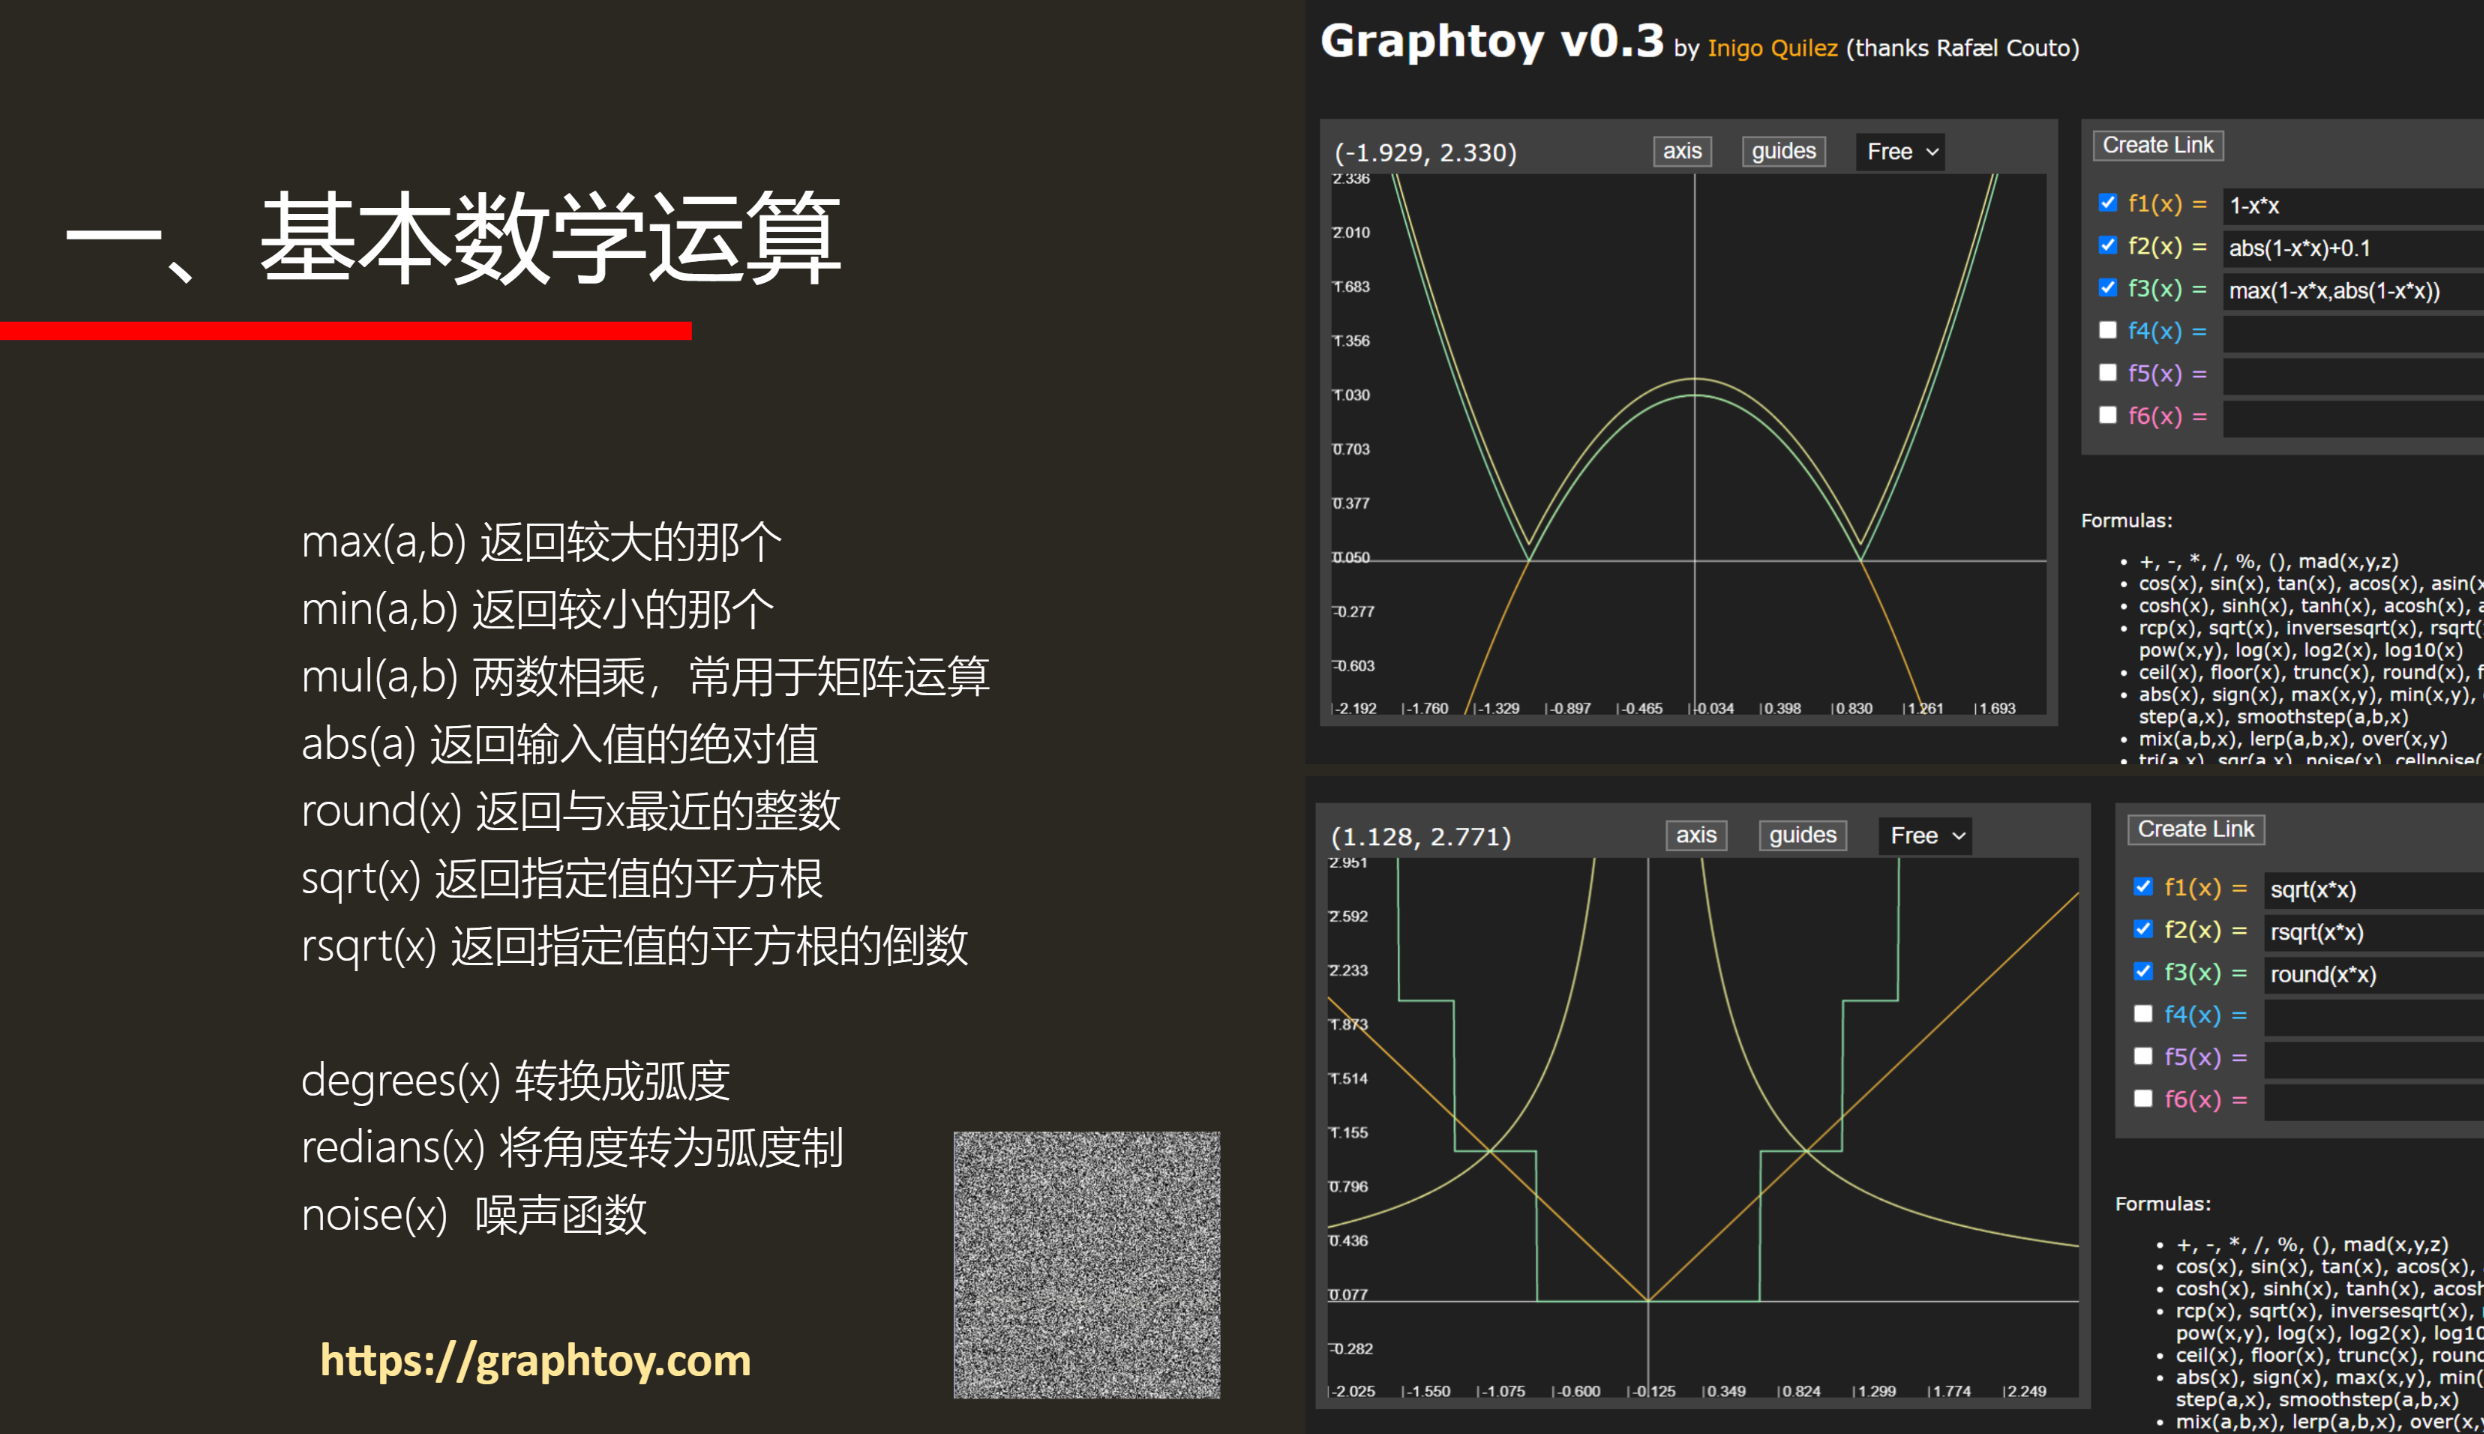 一、基本数学运算
max(a,b) 返回较大的那个
min(a,b) 返回较小的那个
mul(a,b) 两数相乘，常用于矩阵运算
abs(a) 返回输入值的绝对值
round(x) 返回与x最近的整数
sqrt(x) 返回指定值的平方根
rsqrt(x) 返回指定值的平方根的倒数
degrees(x) 转换成弧度
redians(x) 将角度转为弧度制
noise(x) 噪声函数
https://graphtoy.com
Graphtoy v0.3 by Inigo Quilez (thanks Rafæl Couto)
(-1.929, 2.330) axis guides Free
2.336
2.010
1.683
1.356
1.030
0.703
0.377
0.050
-0.277
-0.603
-2.192 -1.760 -1.329 -0.897 -0.465 -0.034 0.398 0.830 1.261 1.693
Create Link
f1(x) = 1-x*x
f2(x) = abs(1-x*x)+0.1
f3(x) = max(1-x*x,abs(1-x*x))
f4(x) =
f5(x) =
f6(x) =
Formulas:
+, -, *, /, %, (), mad(x,y,z)
cos(x), sin(x), tan(x), acos(x), asin(x
cosh(x), sinh(x), tanh(x), acosh(x), a
rcp(x), sqrt(x), inversesqrt(x), rsqrt(
pow(x,y), log(x), log2(x), log10(x)
ceil(x), floor(x), trunc(x), round(x), f
abs(x), sign(x), max(x,y), min(x,y),
step(a,x), smoothstep(a,b,x)
mix(a,b,x), lerp(a,b,x), over(x,y)
tri(a,x), sqr(a,x), noise(x), cellnoise(
(1.128, 2.771) axis guides Free
2.951
2.592
2.233
1.873
1.514
1.155
0.796
0.436
0.077
-0.282
-2.025 -1.550 -1.075 -0.600 -0.125 0.349 0.824 1.299 1.774 2.249
Create Link
f1(x) = sqrt(x*x)
f2(x) = rsqrt(x*x)
f3(x) = round(x*x)
f4(x) =
f5(x) =
f6(x) =
Formulas:
+, -, *, /, %, (), mad(x,y,z)
cos(x), sin(x), tan(x), acos(x),
cosh(x), sinh(x), tanh(x), acosh
rcp(x), sqrt(x), inversesqrt(x),
pow(x,y), log(x), log2(x), log10
ceil(x), floor(x), trunc(x), round
abs(x), sign(x), max(x,y), min(
step(a,x), smoothstep(a,b,x)
mix(a,b,x), lerp(a,b,x), over(x,y